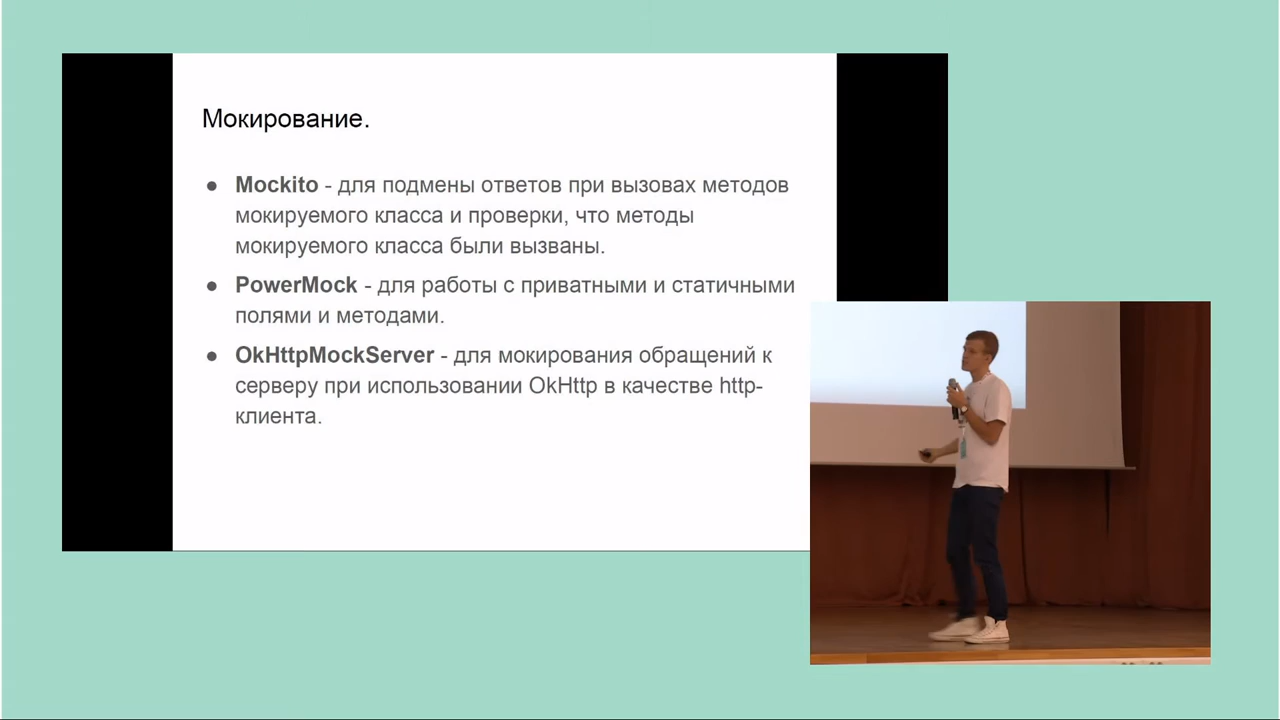 Мокирование.
● Mockito - для подмены ответов при вызовах методов
мокируемого класса и проверки, что методы
мокируемого класса были вызваны.
● PowerMock - для работы с приватными и статичными
полями и методами.
● OkHttpMockServer - для мокирования обращений к
серверу при использовании OkHttp в качестве http-
клиента.